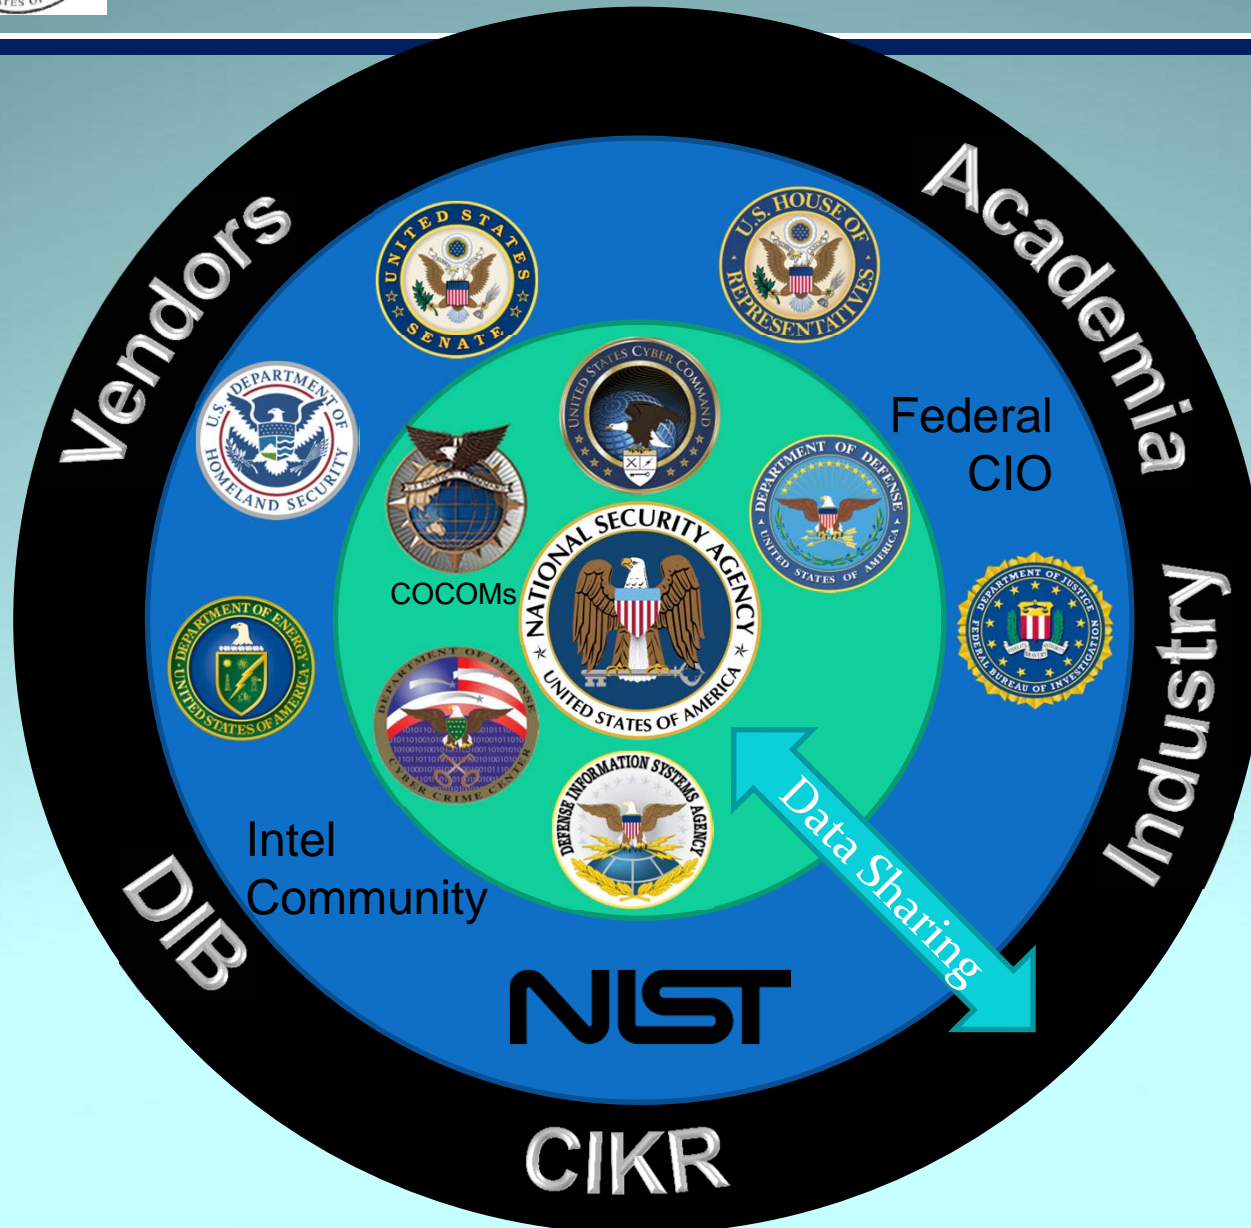 Vendors
Academia
UNITED STATES
SENATE
U.S. HOUSE OF
REPRESENTATIVES
U.S. DEPARTMENT OF
HOMELAND SECURITY
UNITED STATES CYBER COMMAND
Federal
CIO
DEPARTMENT OF DEFENSE
UNITED STATES OF AMERICA
NATIONAL SECURITY AGENCY
UNITED STATES OF AMERICA
COCOMs
DEPARTMENT OF ENERGY
UNITED STATES OF AMERICA
DEPARTMENT OF JUSTICE
FEDERAL BUREAU OF INVESTIGATION
Industry
DEPARTMENT OF DEFENSE
CYBER CRIME CENTER
DEFENSE INFORMATION SYSTEMS AGENCY
Data Sharing
Intel
Community
DIB
NIST
CIKR